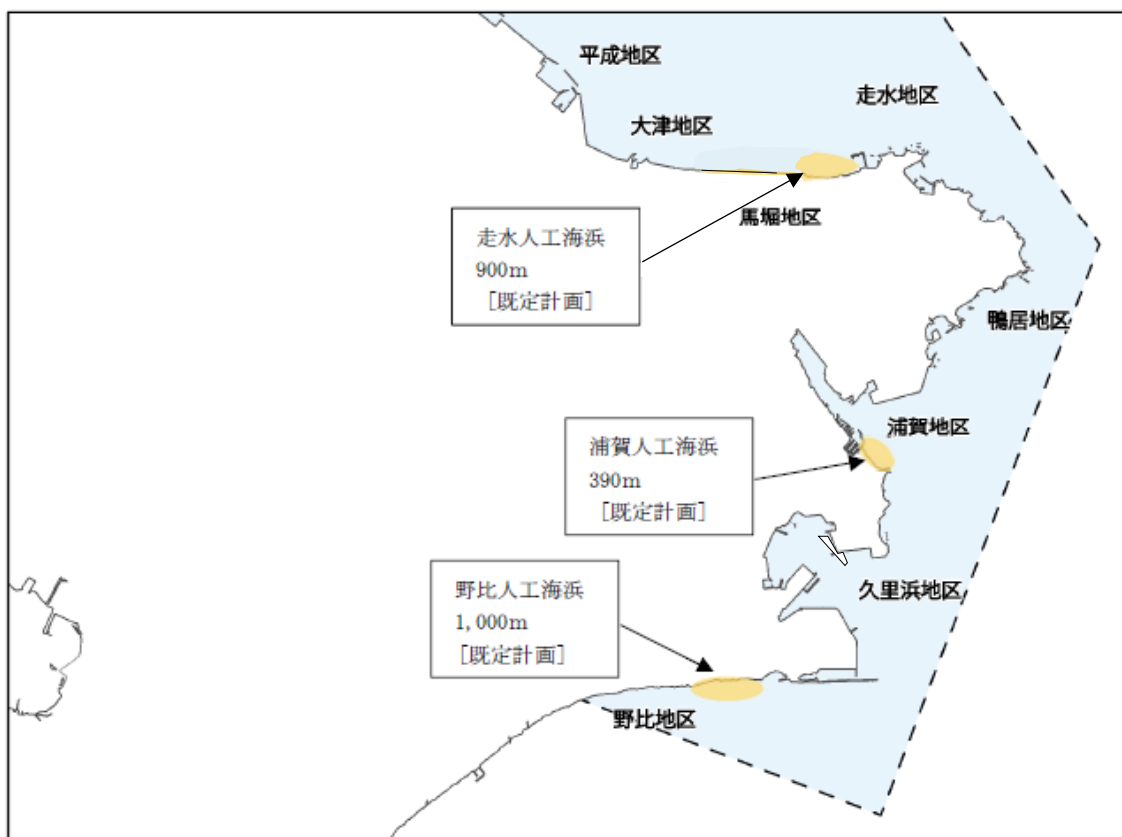 平成地区
走水地区
大津地区
馬堀地区
走水人工海浜
900m
［既定計画］
鴨居地区
浦賀地区
浦賀人工海浜
390m
［既定計画］
久里浜地区
野比人工海浜
1,000m
［既定計画］
野比地区